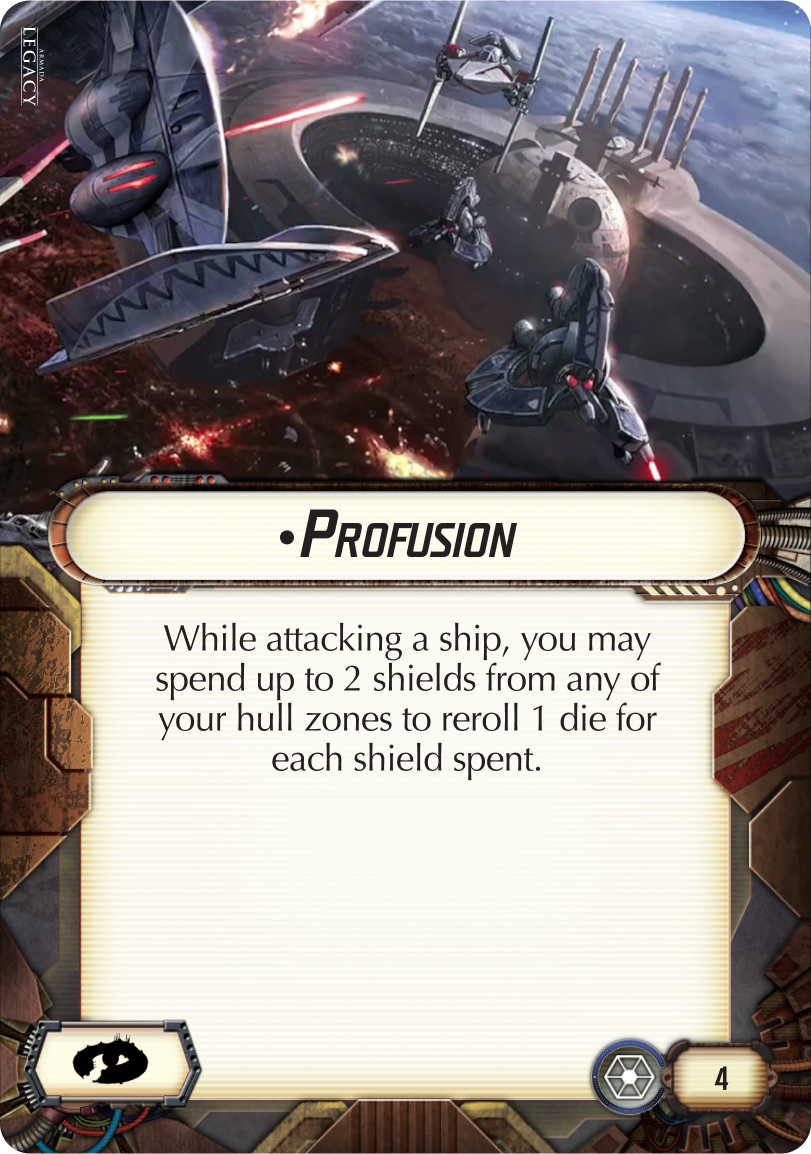 ARMADA
LEGACY
•PROFUSION
While attacking a ship, you may
spend up to 2 shields from any of
your hull zones to reroll 1 die for
each shield spent.
4